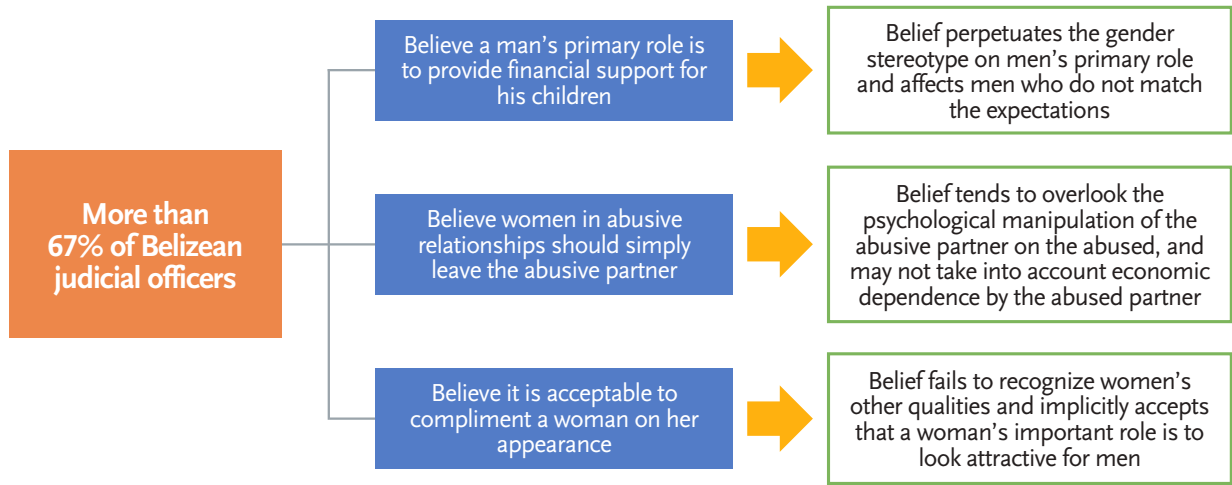 More than
67% of Belizean
judicial officers
Believe a man’s primary role is
to provide financial support for
his children
Belief perpetuates the gender
stereotype on men’s primary role
and affects men who do not match
the expectations
Believe women in abusive
relationships should simply
leave the abusive partner
Belief tends to overlook the
psychological manipulation of the
abusive partner on the abused, and
may not take into account economic
dependence by the abused partner
Believe it is acceptable to
compliment a woman on her
appearance
Belief fails to recognize women’s
other qualities and implicitly accepts
that a woman’s important role is to
look attractive for men